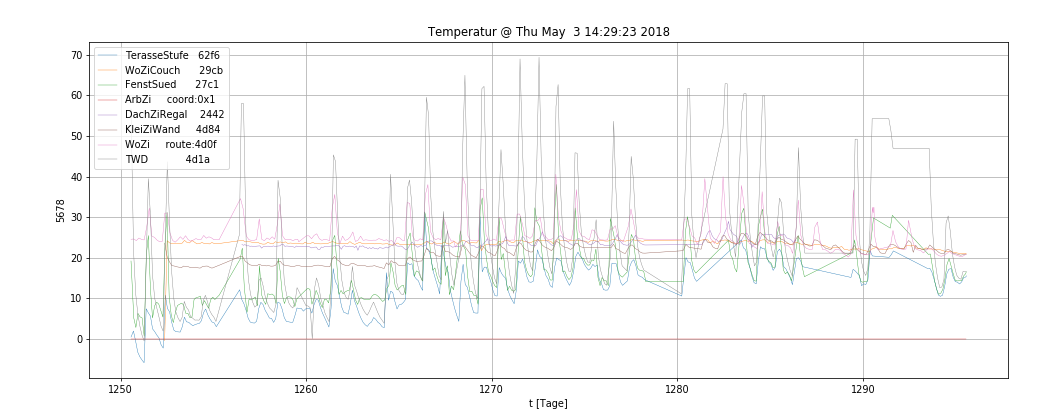 Temperatur @ Thu May  3 14:29:23 2018
70
60
50
40
30
20
10
0
5678
TerasseStufe   62f6
WoZiCouch      29cb
FenstSued      27c1
ArbZi     coord:0x1
DachZiRegal    2442
KleiZiWand     4d84
WoZi     route:4d0f
TWD            4d1a
1250
1260
1270
1280
1290
t [Tage]